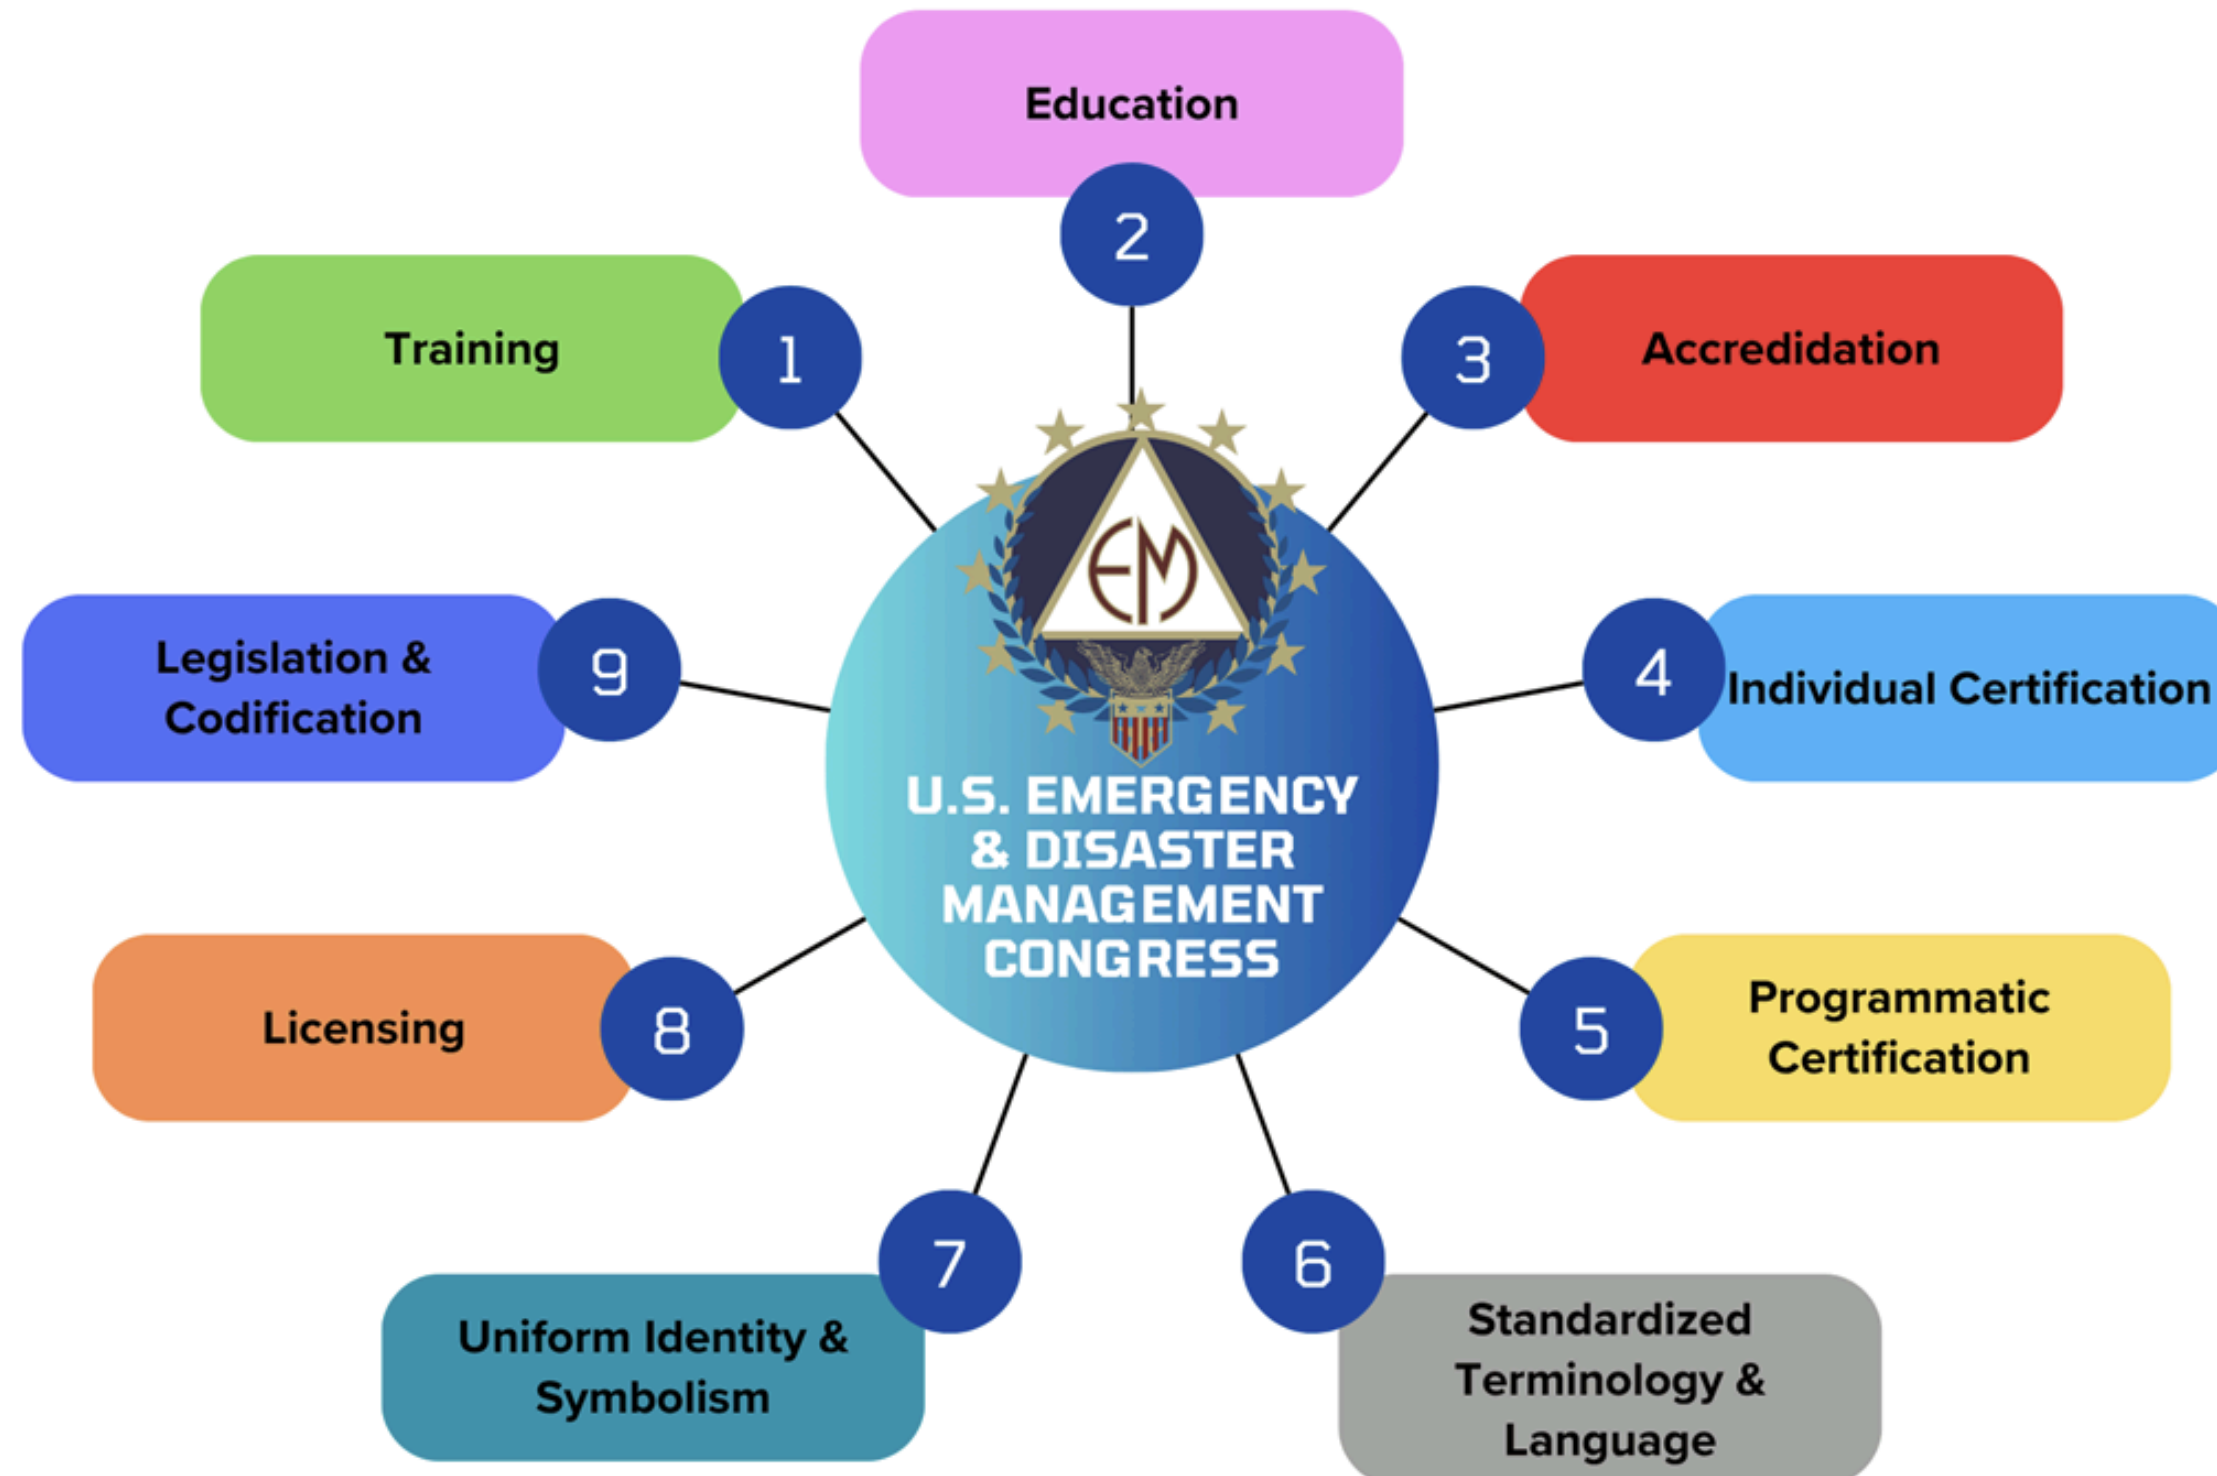 Education
2
Training
1
3
Accredidation
EM
Legislation &
Codification
9
4
Individual Certification
U.S. EMERGENCY
& DISASTER
MANAGEMENT
CONGRESS
Licensing
8
5
Programmatic
Certification
7
Uniform Identity &
Symbolism
6
Standardized
Terminology &
Language